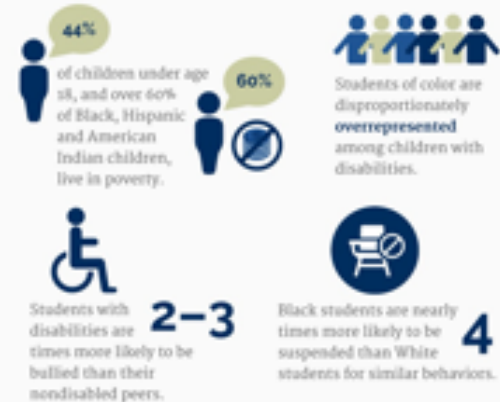 44%
of children under age
18, and over 60%
of Black, Hispanic
and American
Indian children,
live in poverty.
60%
Students of color are
disproportionately
overrepresented
among children with
disabilities.
Students with
disabilities are 2–3
times more likely to be
bullied than their
nondisabled peers.
Black students are nearly
times more likely to be 4
suspended than White
students for similar behaviors.